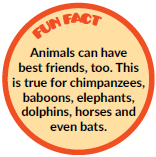 FUN FACT
Animals can have
best friends, too. This
is true for chimpanzees,
baboons, elephants,
dolphins, horses and
even bats.